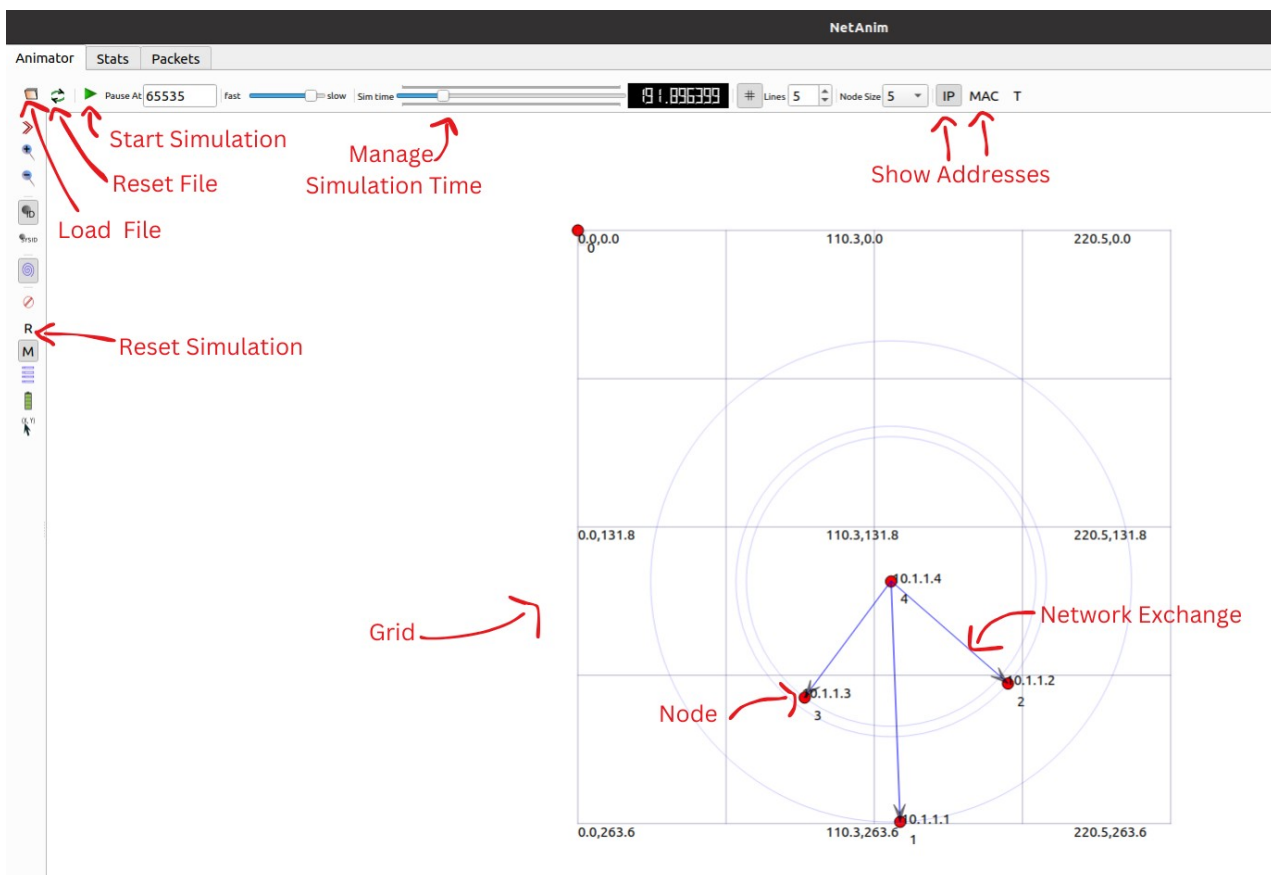 NetAnim
Animator Stats Packets
Pause At 65535 fast slow Sim time 191.896399 # Lines 5 Node Size 5 IP MAC T
Start Simulation
Manage
Simulation Time
Show Addresses
Reset File
Load File
ID
SYSID
R
Reset Simulation
M
(X, Y)
0.0,0.0 110.3,0.0 220.5,0.0
0
0.0,131.8 110.3,131.8 220.5,131.8
10.1.1.4
4
Network Exchange
Grid
10.1.1.2
2
10.1.1.3
3
Node
10.1.1.1
1
0.0,263.6 110.3,263.6 220.5,263.6